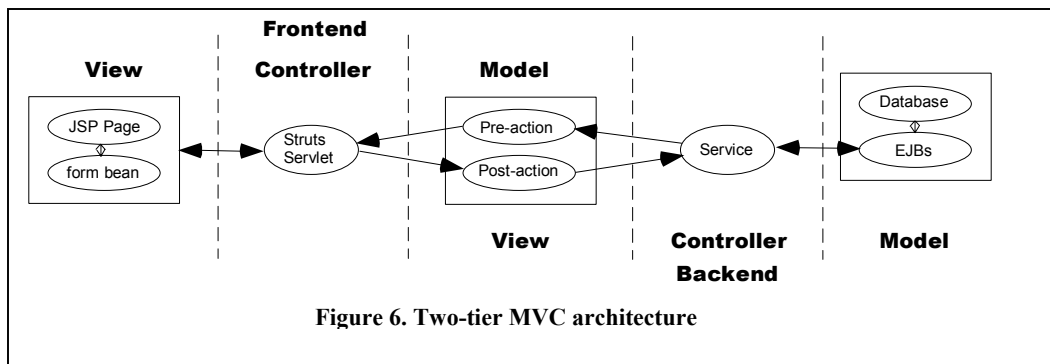 Frontend
View
Controller
Model
JSP Page
form bean
Struts
Servlet
Pre-action
Post-action
Service
Database
EJBs
View
Controller
Model
Backend
Figure 6. Two-tier MVC architecture